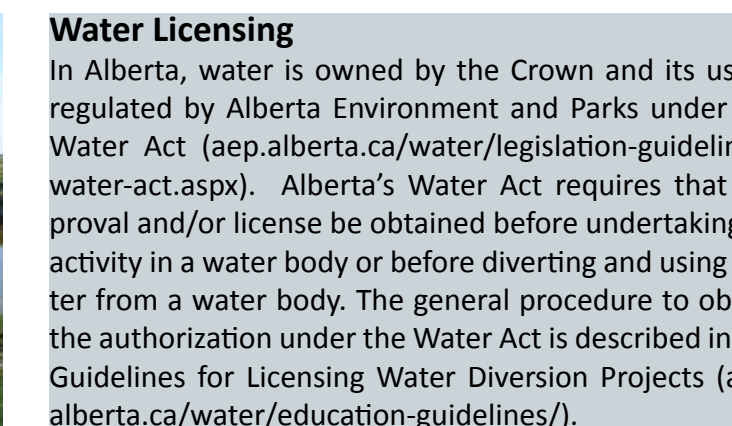 Water Licensing
In Alberta, water is owned by the Crown and its
regulated by Alberta Environment and Parks under
Water Act (aep.alberta.ca/water/legislation-
water-act.aspx). Alberta's Water Act requires that
proval and/or license be obtained before undertaking
activity in a water body or before diverting and using
ter from a water body. The general procedure to
the authorization under the Water Act is described in
Guidelines for Licensing Water Diversion Projects
alberta.ca/water/education-guidelines/).